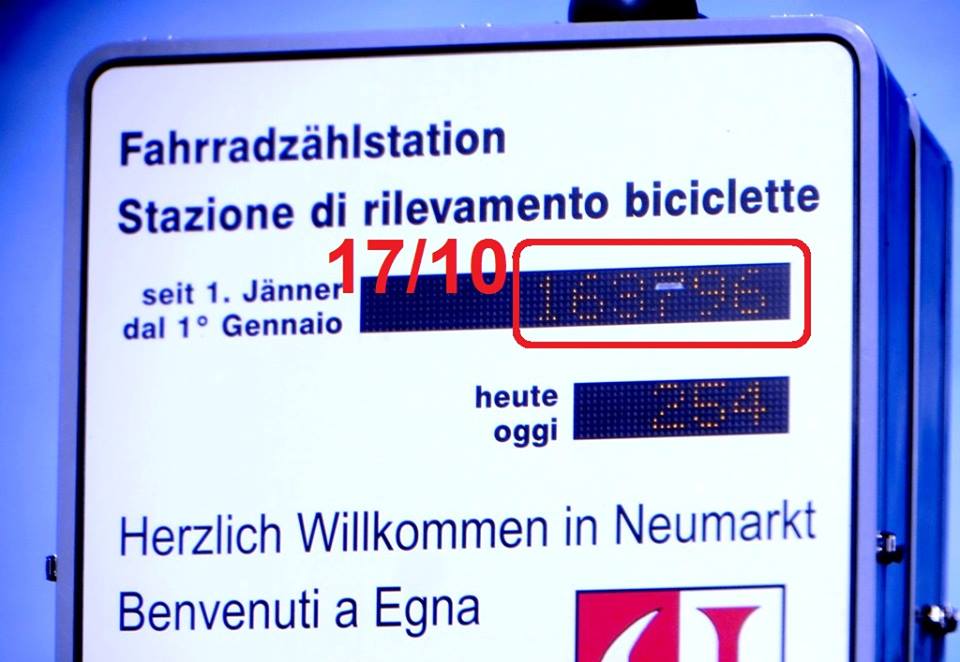 Fahrradzählstation
Stazione di rilevamento biciclette
17/10
seit 1. Jänner
dal 1° Gennaio
163796
heute
oggi
254
Herzlich Willkommen in Neumarkt
Benvenuti a Egna